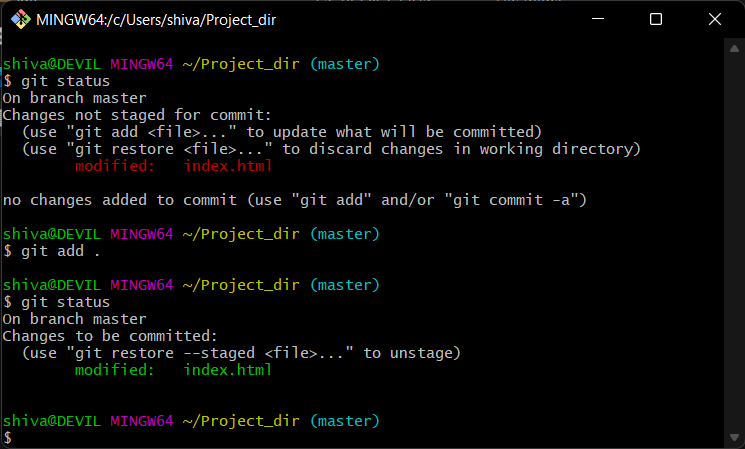 MINGW64:/c/Users/shiva/Project_dir
shiva@DEVIL MINGW64 ~/Project_dir (master)
$ git status
On branch master
Changes not staged for commit:
  (use "git add <file>..." to update what will be committed)
  (use "git restore <file>..." to discard changes in working directory)
        modified:   index.html
no changes added to commit (use "git add" and/or "git commit -a")
shiva@DEVIL MINGW64 ~/Project_dir (master)
$ git add .
shiva@DEVIL MINGW64 ~/Project_dir (master)
$ git status
On branch master
Changes to be committed:
  (use "git restore --staged <file>..." to unstage)
        modified:   index.html
shiva@DEVIL MINGW64 ~/Project_dir (master)
$